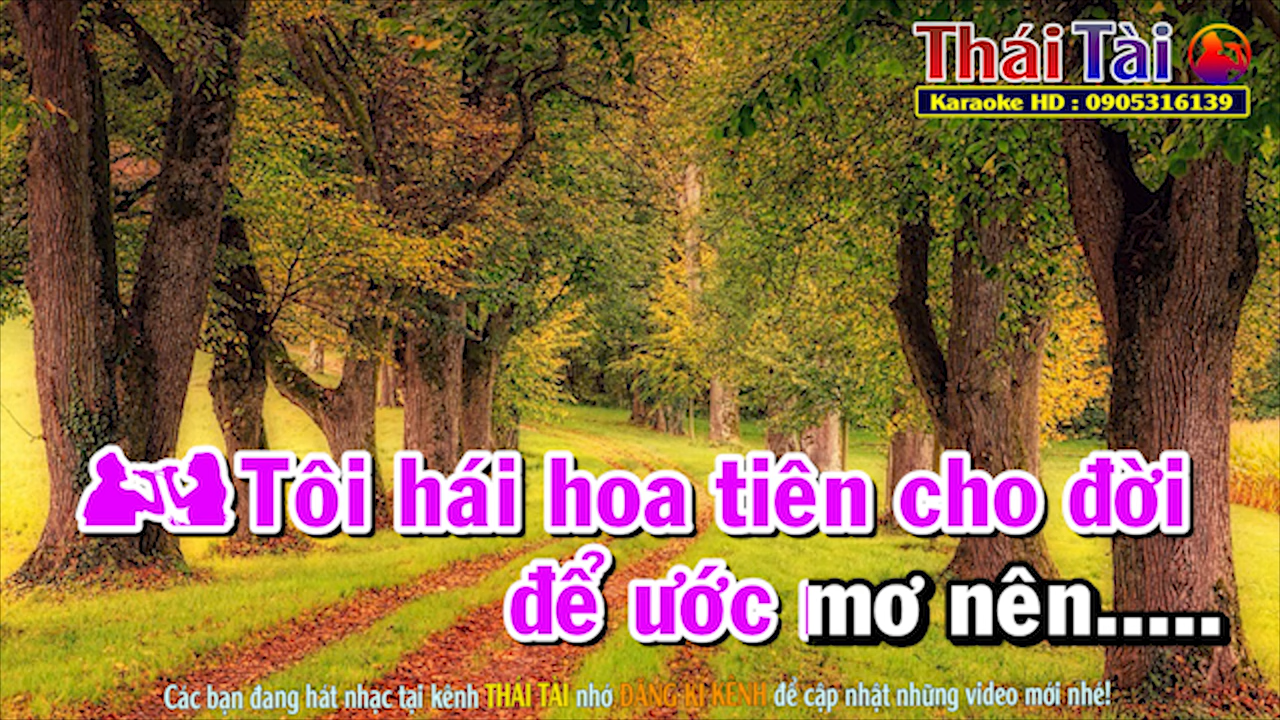 Thái Tài
Karaoke HD : 0905316139
Tôi hái hoa tiên cho đời
để ước mơ nên.....
Các bạn đang hát nhạc tại kênh THÁI TÀI nhớ ĐĂNG KÍ KÊNH để cập nhật những video mới nhé!